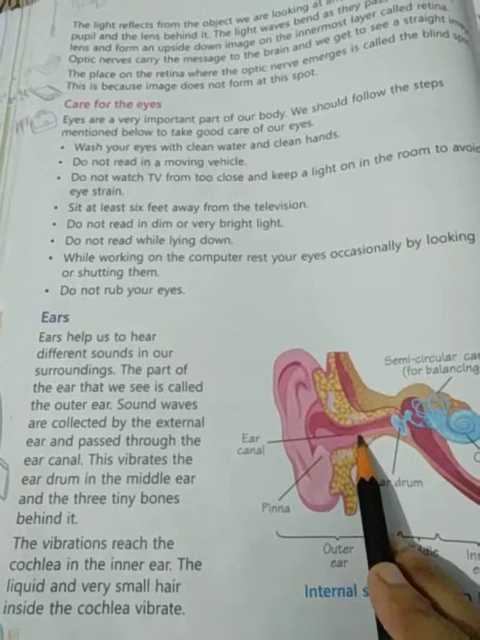 The light reflects from the object we are looking at
pupil and the lens behind it. The light waves bend as they pass
lens and form an upside down image on the innermost layer called retina.
Optic nerves carry the message to the brain and we get to see a straight
The place on the retina where the optic nerve emerges is called the blind
This is because image does not form at this spot.
Care for the eyes
Eyes are a very important part of our body. We should follow the steps
mentioned below to take good care of our eyes.
• Wash your eyes with clean water and clean hands.
• Do not read in a moving vehicle.
• Do not watch TV from too close and keep a light on in the room to avoid
eye strain.
• Sit at least six feet away from the television.
• Do not read in dim or very bright light.
• Do not read while lying down.
• While working on the computer rest your eyes occasionally by looking
or shutting them.
• Do not rub your eyes.
Ears
Ears help us to hear
different sounds in our
surroundings. The part of
the ear that we see is called
the outer ear. Sound waves
are collected by the external
ear and passed through the
ear canal. This vibrates the
ear drum in the middle ear
and the three tiny bones
behind it.
The vibrations reach the
cochlea in the inner ear. The
liquid and very small hair
inside the cochlea vibrate.
Semi-circular
(for balancing
Ear
canal
drum
Pinna
Outer
ear
Internal